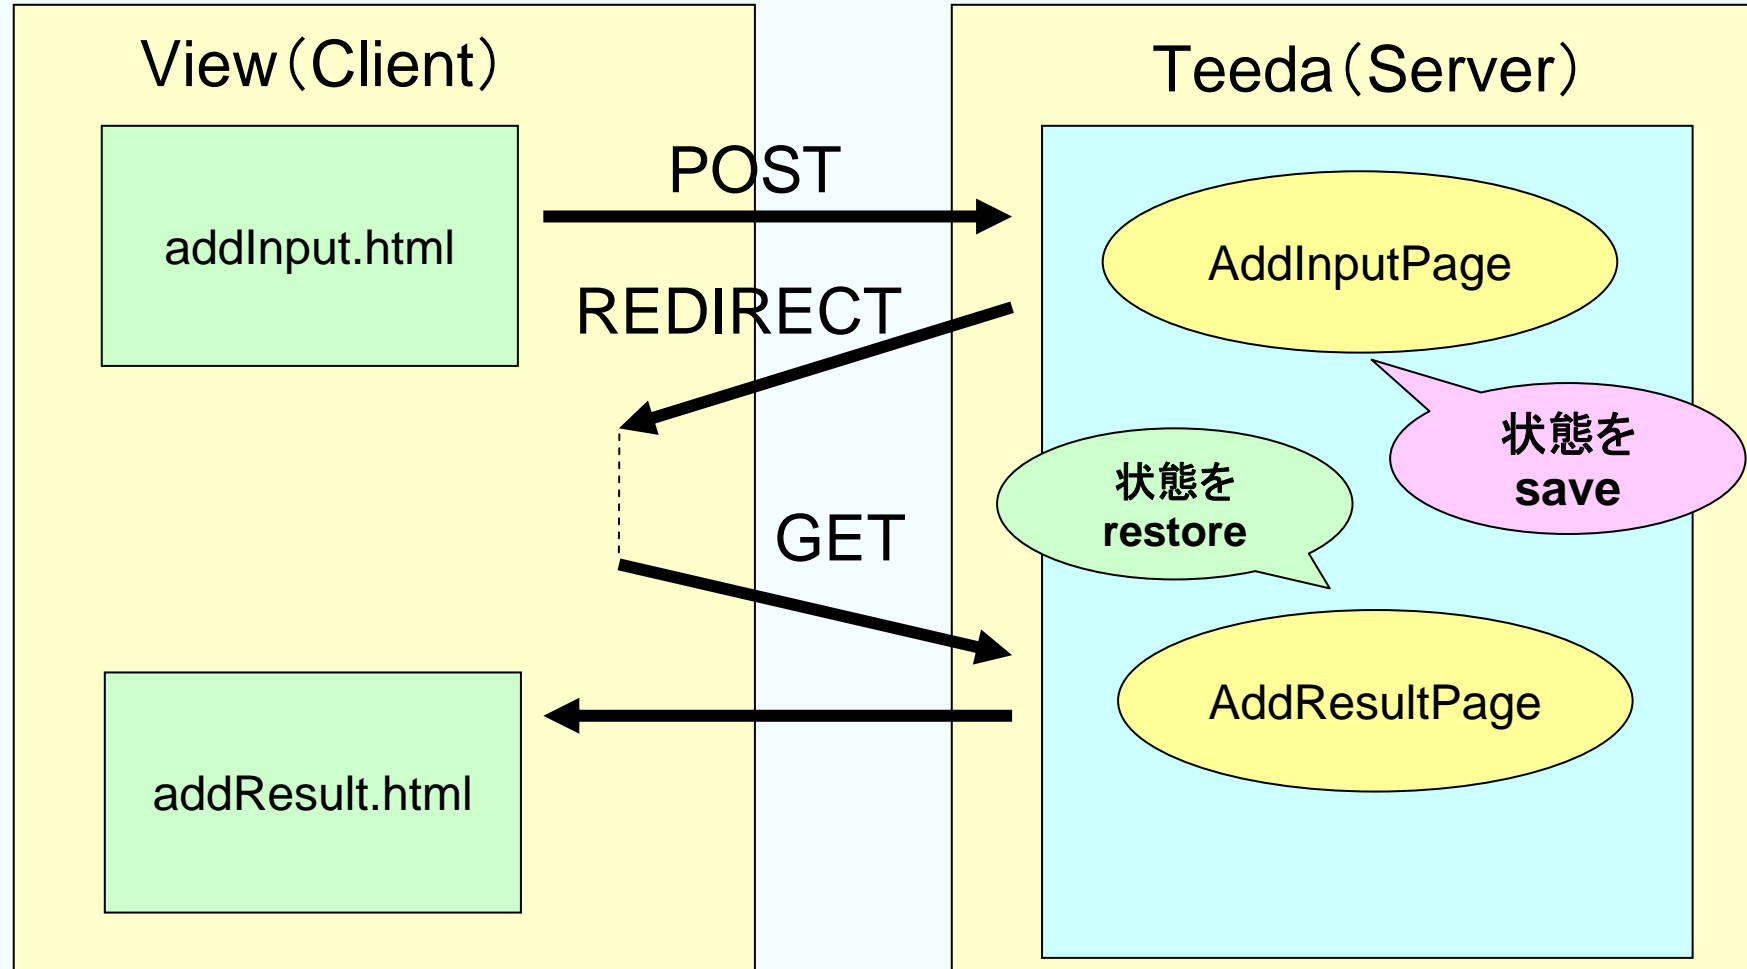 View(Client)
Teeda(Server)
addInput.html
POST
AddInputPage
REDIRECT
状態を
save
状態を
restore
GET
AddResultPage
addResult.html